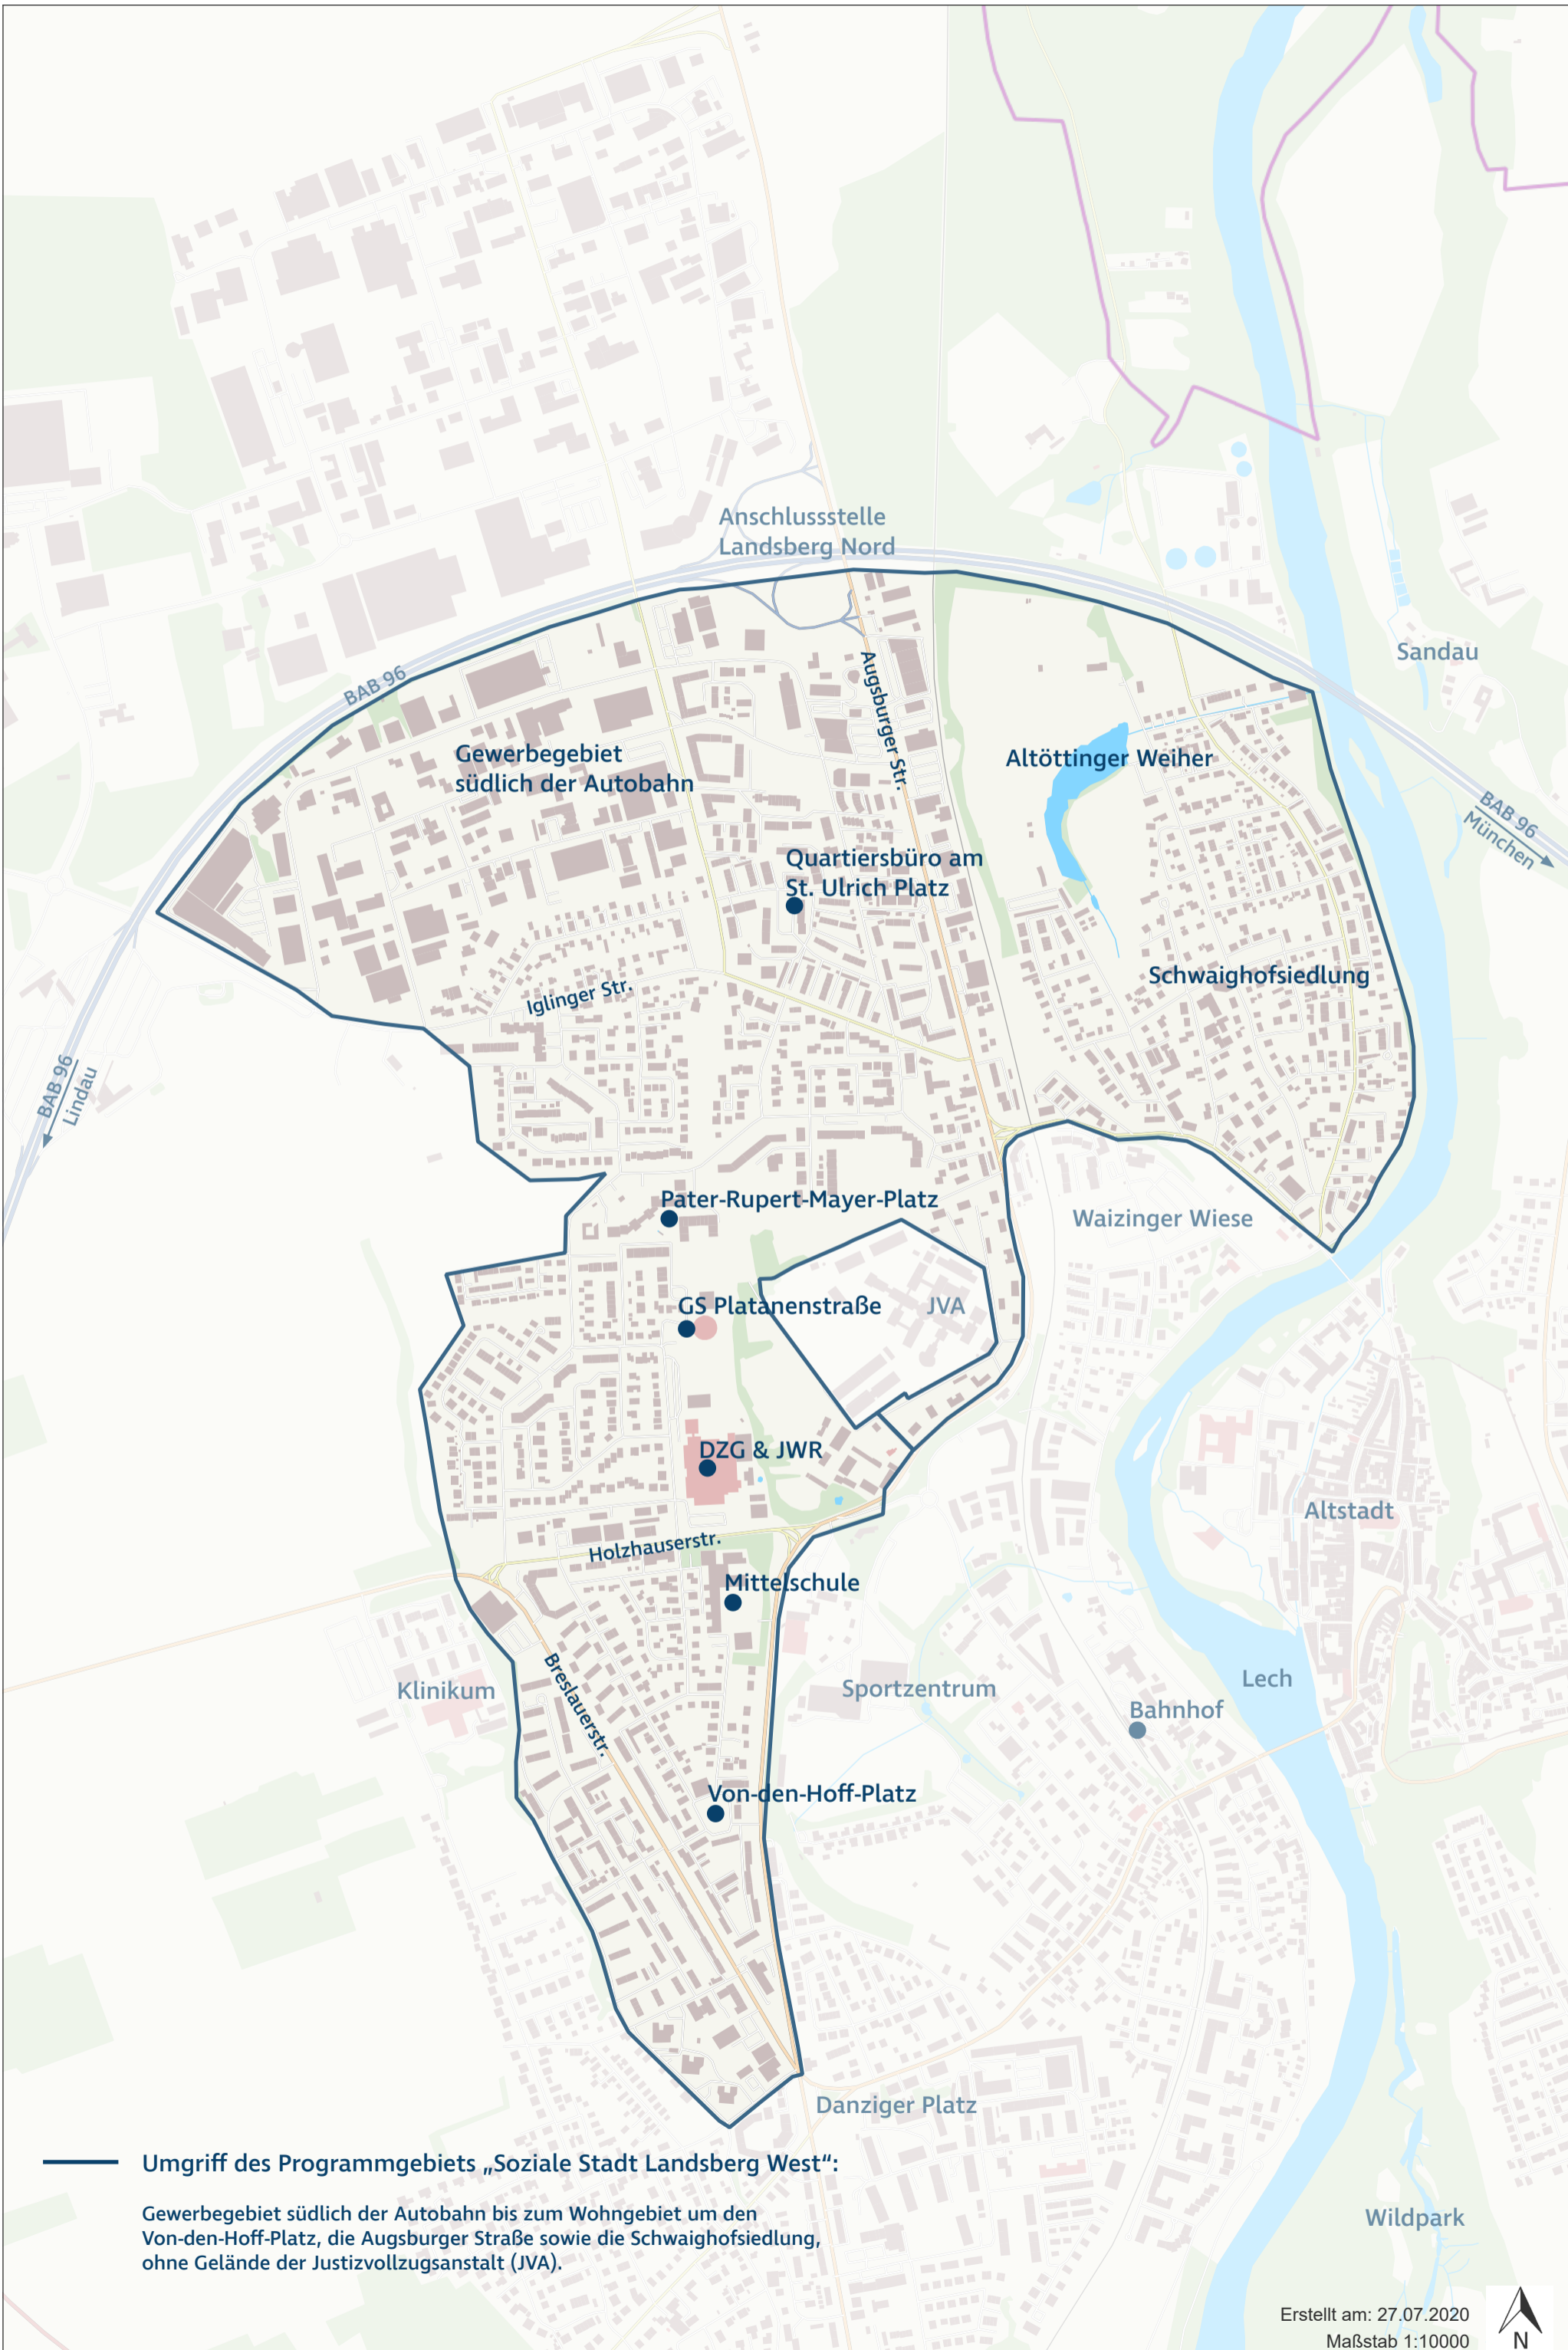 Anschlussstelle
Landsberg Nord
Sandau
BAB 96
Augsburger Str.
Gewerbegebiet
südlich der Autobahn
Altöttinger Weiher
BAB 96
München
Quartiersbüro am
St. Ulrich Platz
Schwaighofsiedlung
Iglinger Str.
BAB 96
Lindau
Pater-Rupert-Mayer-Platz
Waizinger Wiese
GS Platanenstraße
JVA
DZG & JWR
Altstadt
Holzhauserstr.
Mittelschule
Breslauerstr.
Klinikum
Sportzentrum
Lech
Bahnhof
Von-den-Hoff-Platz
Danziger Platz
Umgriff des Programmgebiets „Soziale Stadt Landsberg West“:
Gewerbegebiet südlich der Autobahn bis zum Wohngebiet um den
Von-den-Hoff-Platz, die Augsburger Straße sowie die Schwaighofsiedlung,
ohne Gelände der Justizvollzugsanstalt (JVA).
Wildpark
Erstellt am: 27.07.2020
Maßstab 1:10000
N